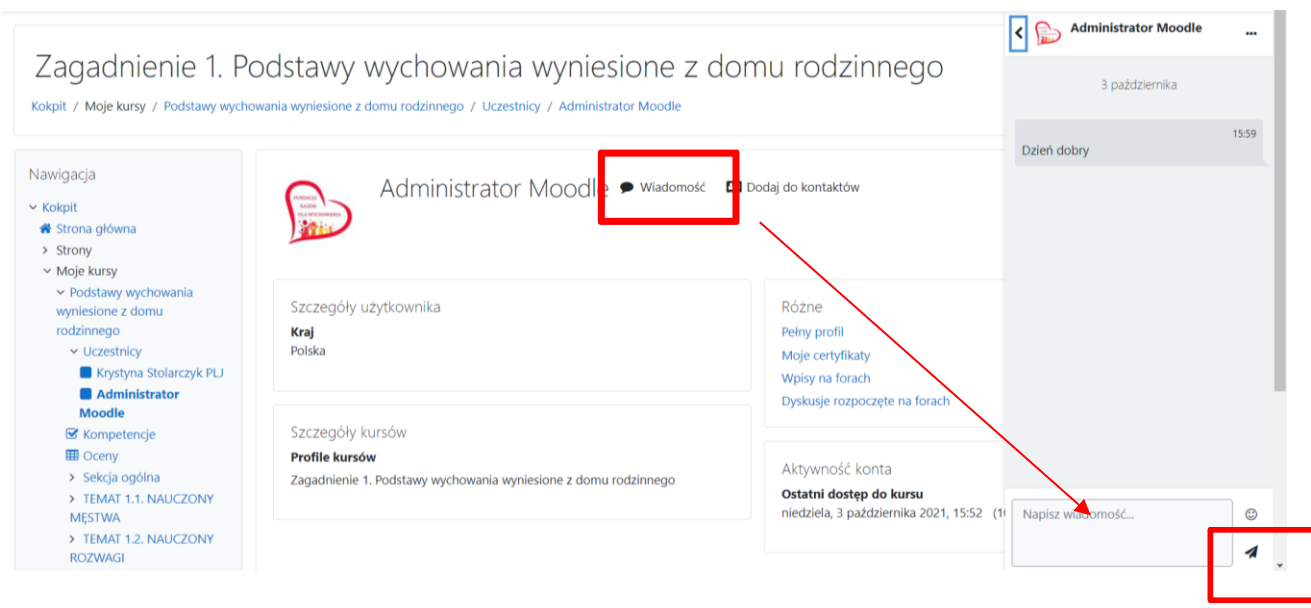 Zagadnienie 1. Podstawy wychowania wyniesione z domu rodzinnego
Kokpit / Moje kursy / Podstawy wychowania wyniesione z domu rodzinnego / Uczestnicy / Administrator Moodle
Nawigacja
Kokpit
Strona główna
Strony
Moje kursy
Podstawy wychowania
wyniesione z domu
rodzinnego
Uczestnicy
Krystyna Stolarczyk PLJ
Administrator
Moodle
Kompetencje
Oceny
Sekcja ogólna
TEMAT 1.1. NAUCZONY
MĘSTWA
TEMAT 1.2. NAUCZONY
ROZWAGI
Administrator Moodle
Wiadomość
Dodaj do kontaktów
Szczegóły użytkownika
Kraj
Polska
Szczegóły kursów
Profile kursów
Zagadnienie 1. Podstawy wychowania wyniesione z domu rodzinnego
Różne
Pełny profil
Moje certyfikaty
Wpisy na forach
Dyskusje rozpoczęte na forach
Aktywność konta
Ostatni dostęp do kursu
niedziela, 3 października 2021, 15:52
Administrator Moodle
3 października
15:59
Dzień dobry
Napisz wiadomość...